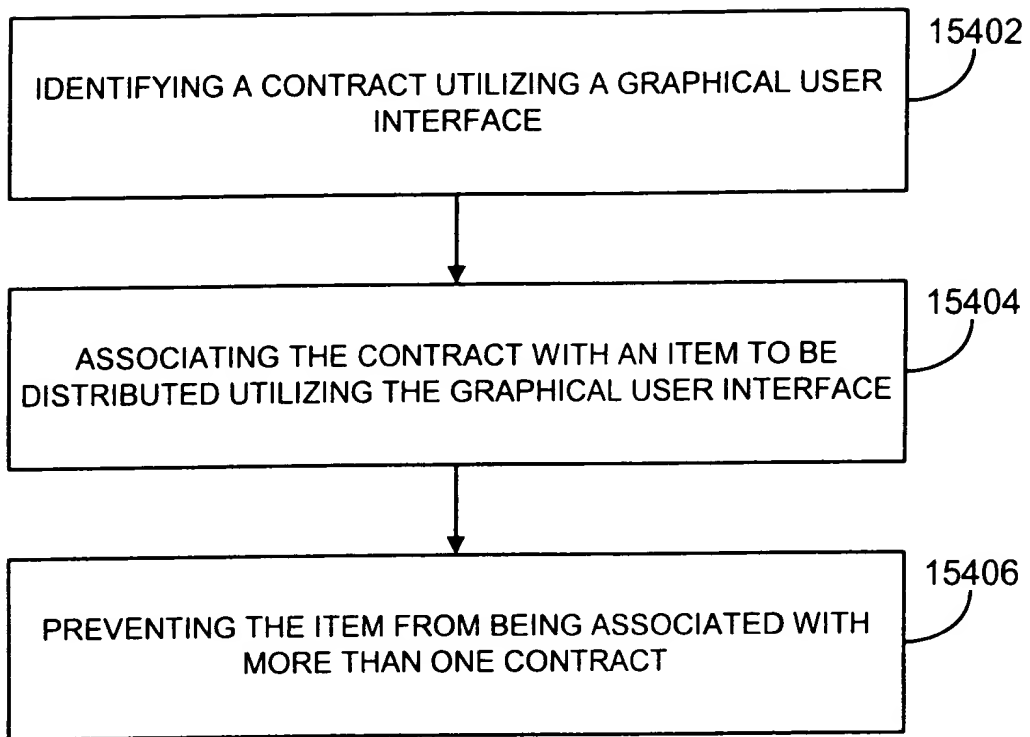 15402
IDENTIFYING A CONTRACT UTILIZING A GRAPHICAL USER
INTERFACE
15404
ASSOCIATING THE CONTRACT WITH AN ITEM TO BE
DISTRIBUTED UTILIZING THE GRAPHICAL USER INTERFACE
15406
PREVENTING THE ITEM FROM BEING ASSOCIATED WITH
MORE THAN ONE CONTRACT